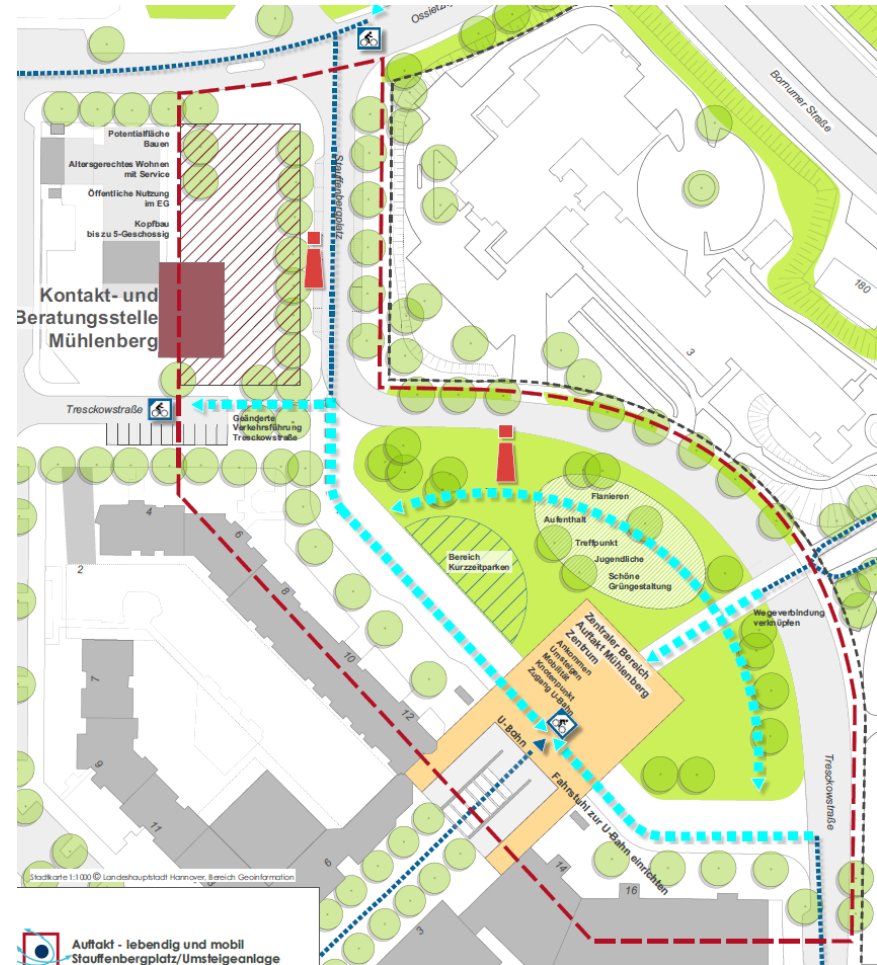 Ossietz
Bornumer Straße
Potentialfläche
Bauen
Altersgerechtes Wohnen
mit Service
Öffentliche Nutzung
im EG
Kopfbau
bis zu 5-Geschossig
Stauffenbergplatz
180
3
Kontakt- und
Beratungsstelle
Mühlenberg
Tresckowstraße
Geänderte
Verkehrsführung
Tresckowstraße
Flanieren
Aufenthalt
Treffpunkt
Jugendliche
Schöne
Grüngestaltung
Bereich
Kurzzeitparken
4
6
2
8
10
12
7
9
11
Wegeverbindung
verknüpfen
Zentraler Bereich
Auftakt Mühlenberg
Zentrum
Ankommen
Umsteigen
Mobilität
Knotenpunkt
Zugang U-Bahn
U-Bahn
Fahrstuhl zur U-Bahn einrichten
Tresckowstraße
14
16
6
3
Stadtkarte 1:1000 © Landeshauptstadt Hannover, Bereich Geoinformation
Auftakt - lebendig und mobil
Stauffenbergplatz/Umsteigeanlage